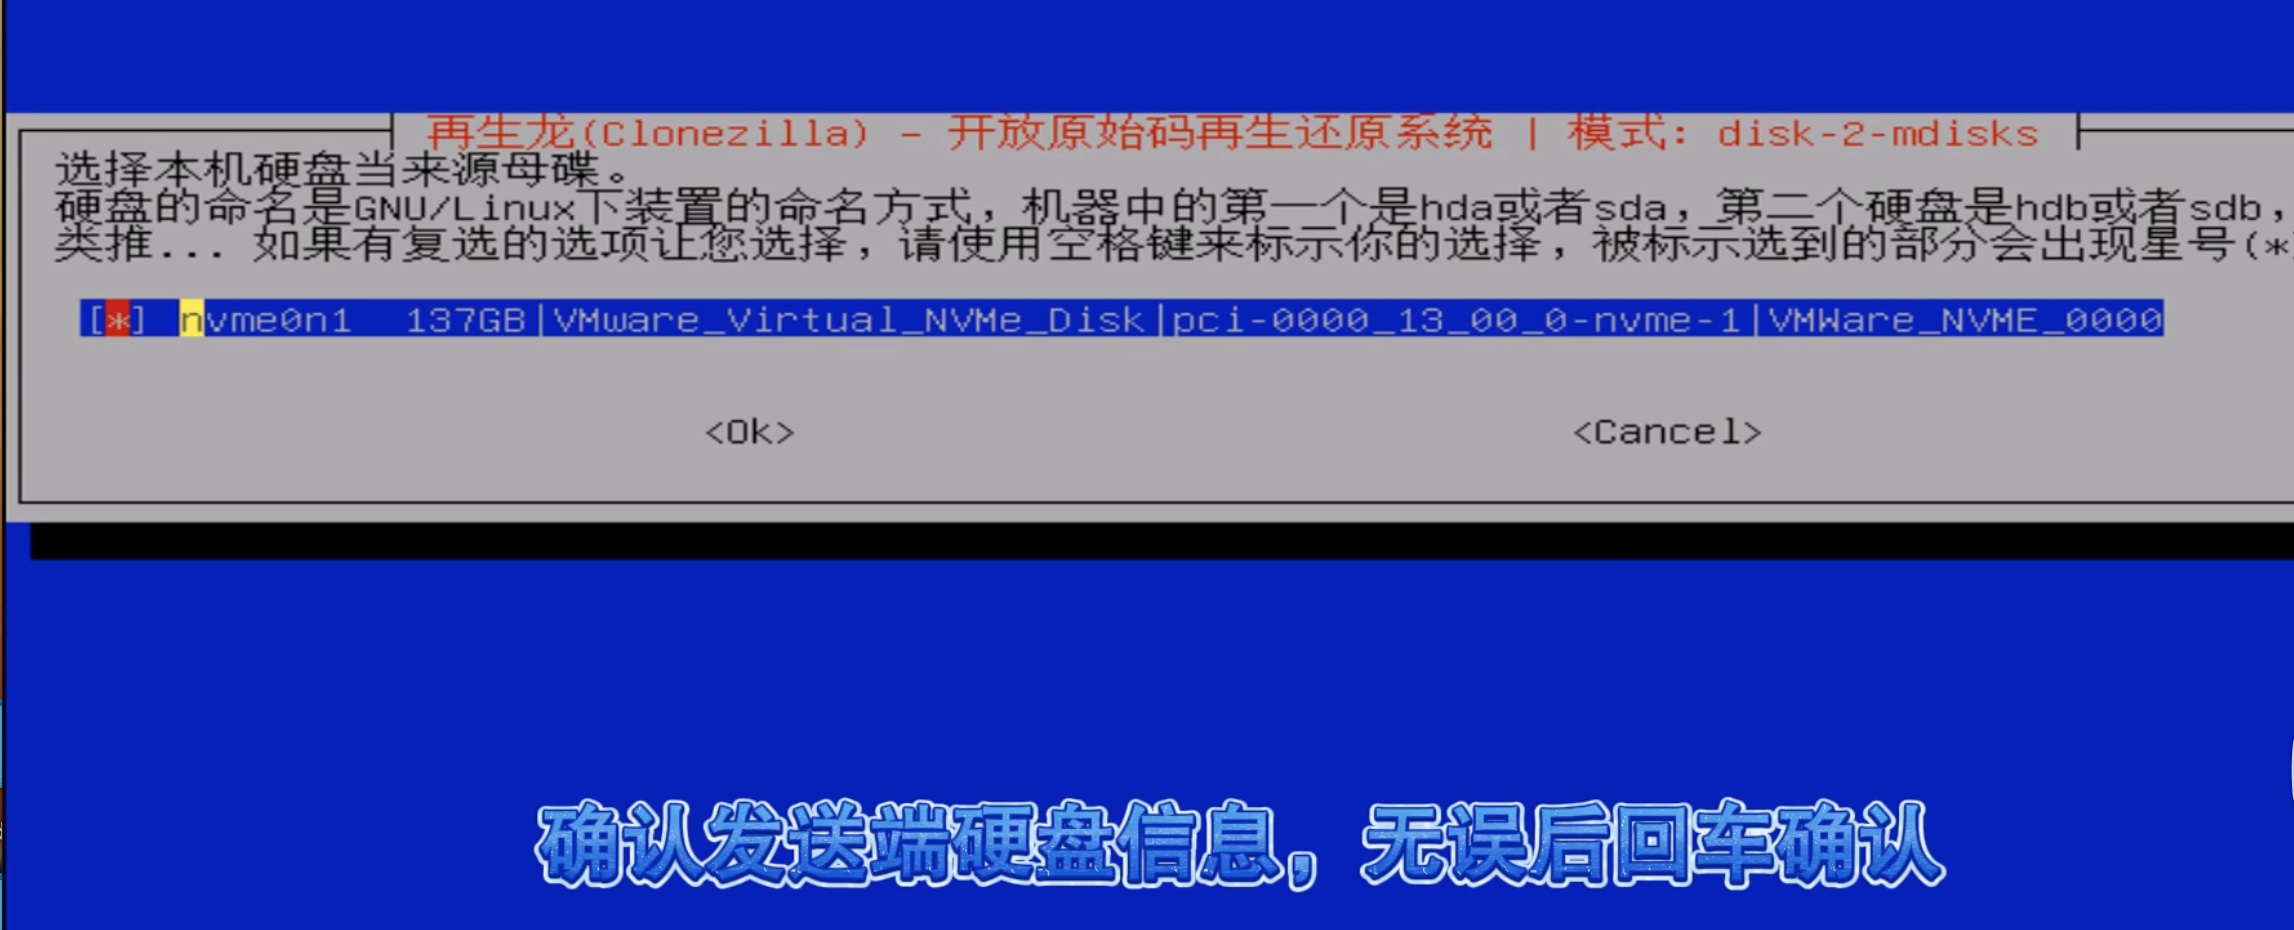 再生龙(Clonezilla) - 开放原始码再生还原系统 | 模式: disk-2-mdisks
选择本机硬盘当来源母碟。
硬盘的命名是GNU/Linux下装置的命名方式, 机器中的第一个是hda或者sda, 第二个硬盘是hdb或者sdb,
类推... 如果有复选的选项让您选择, 请使用空格键来标示你的选择, 被标示选到的部分会出现星号(*
[*] nvme0n1 137GB|VMware_Virtual_NVMe_Disk|pci-0000_13_00_0-nvme-1|VMWare_NVME_0000
<Ok> <Cancel>
确认发送端硬盘信息，无误后回车确认